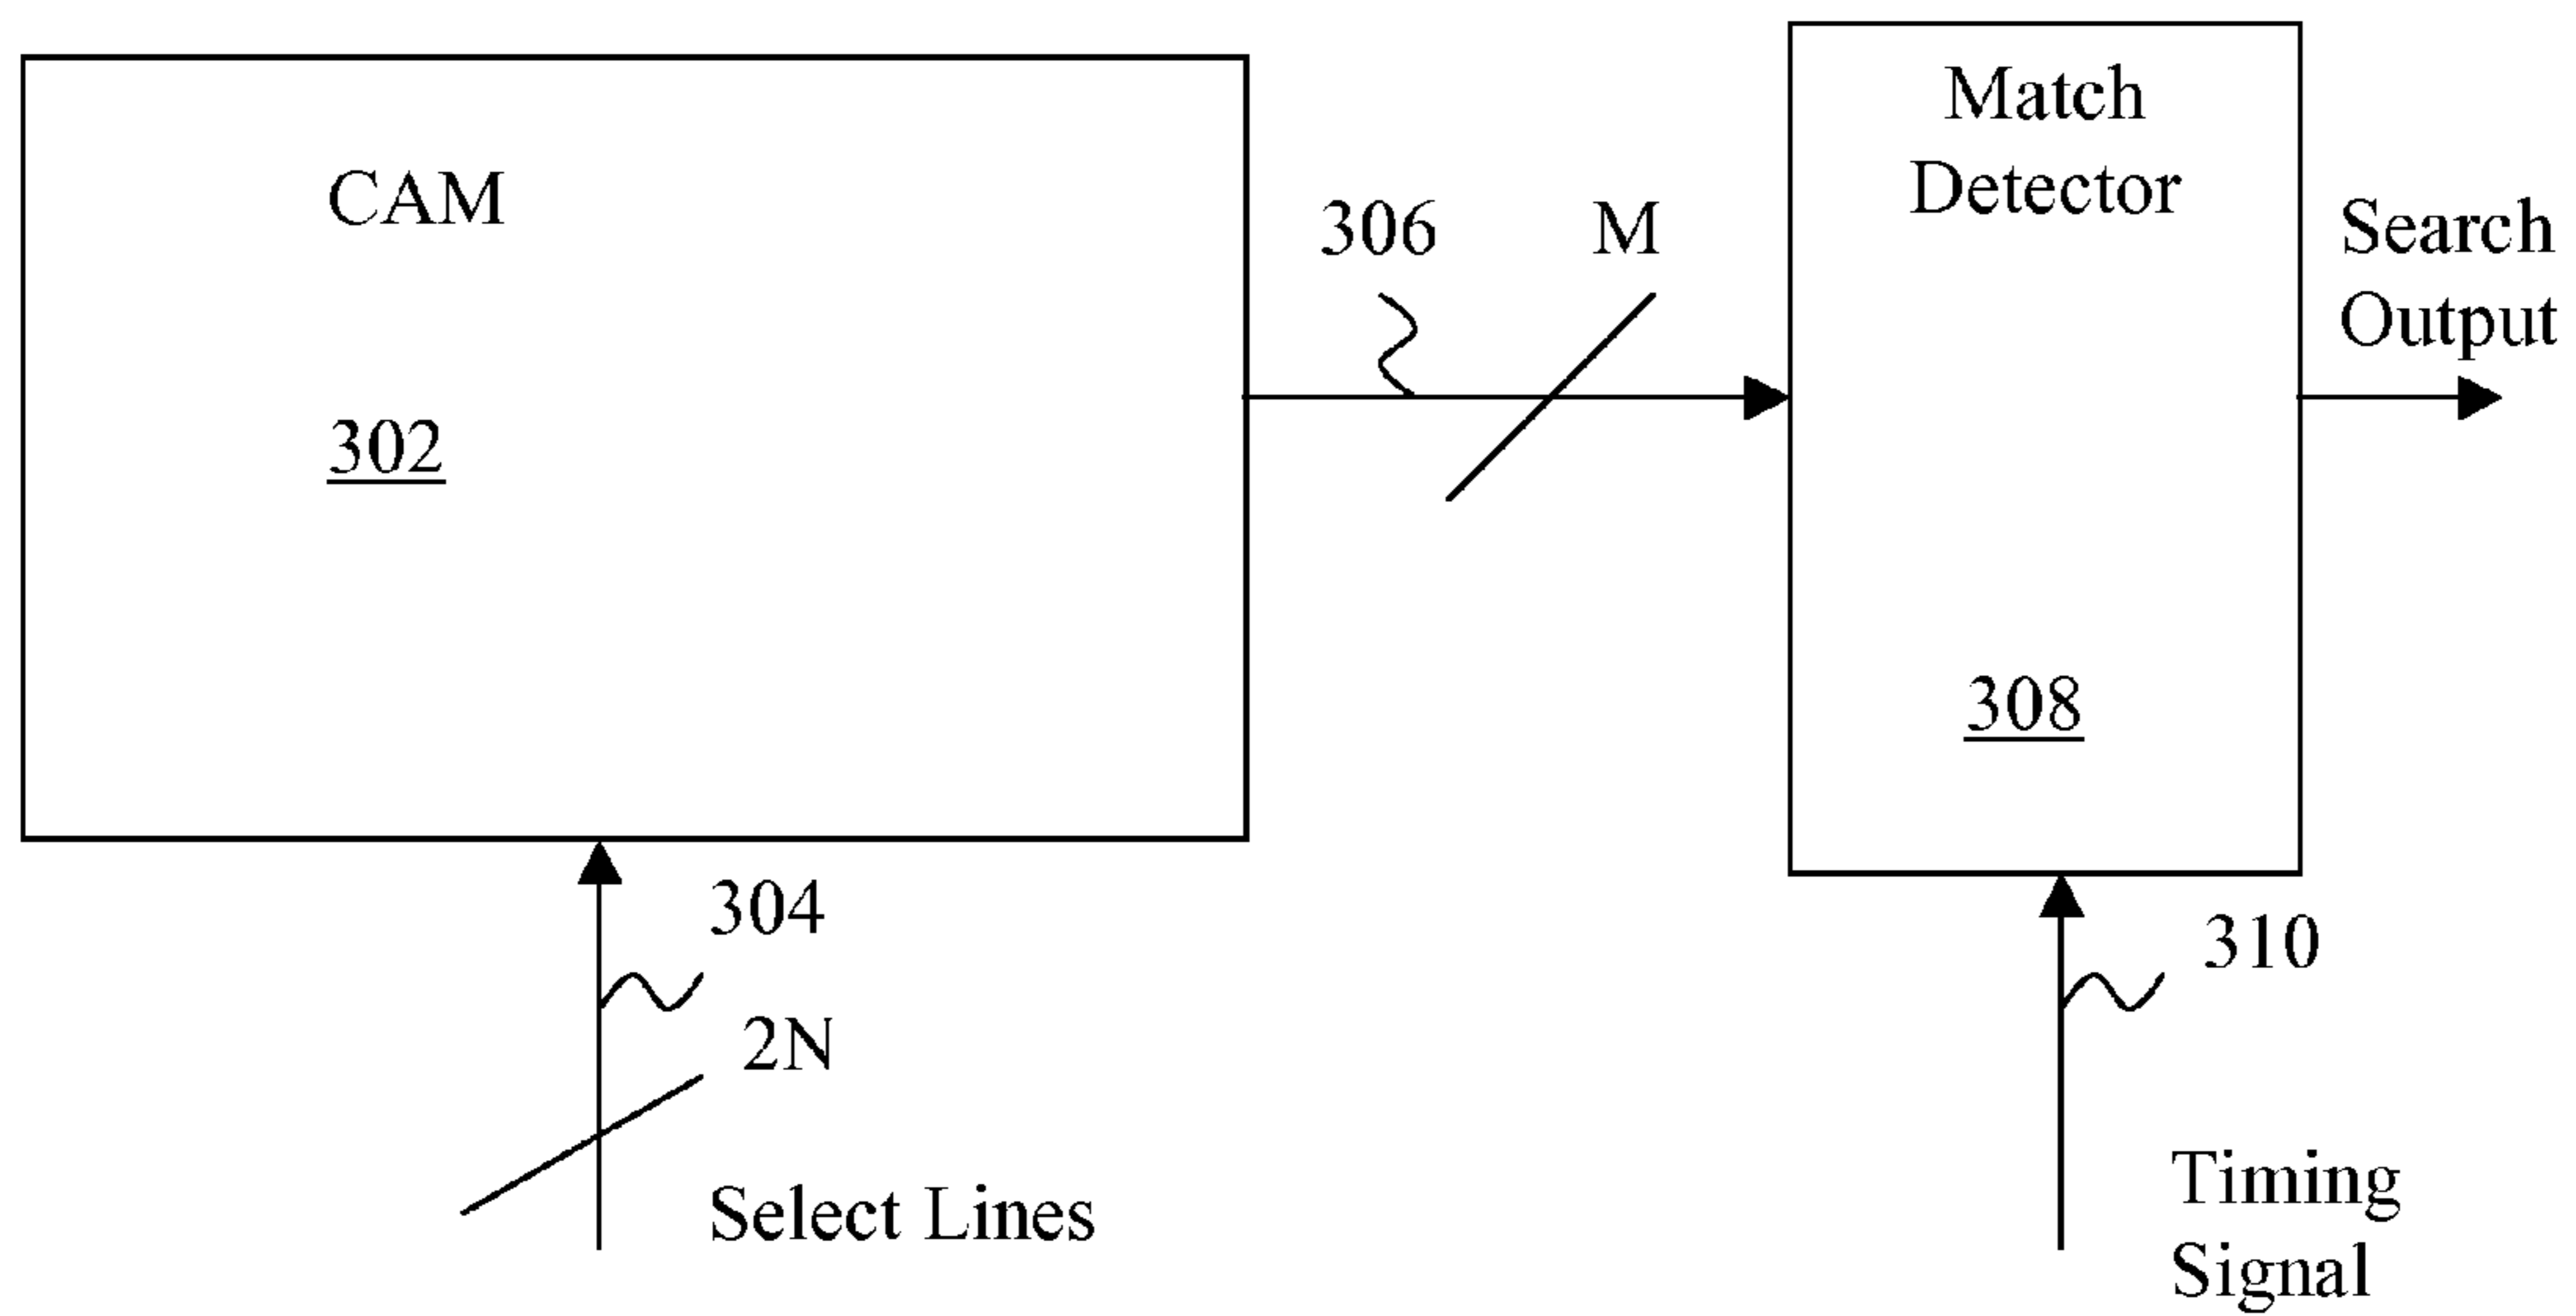 CAM
302
306
M
Match
Detector
308
Search
Output
304
2N
Select Lines
310
Timing
Signal